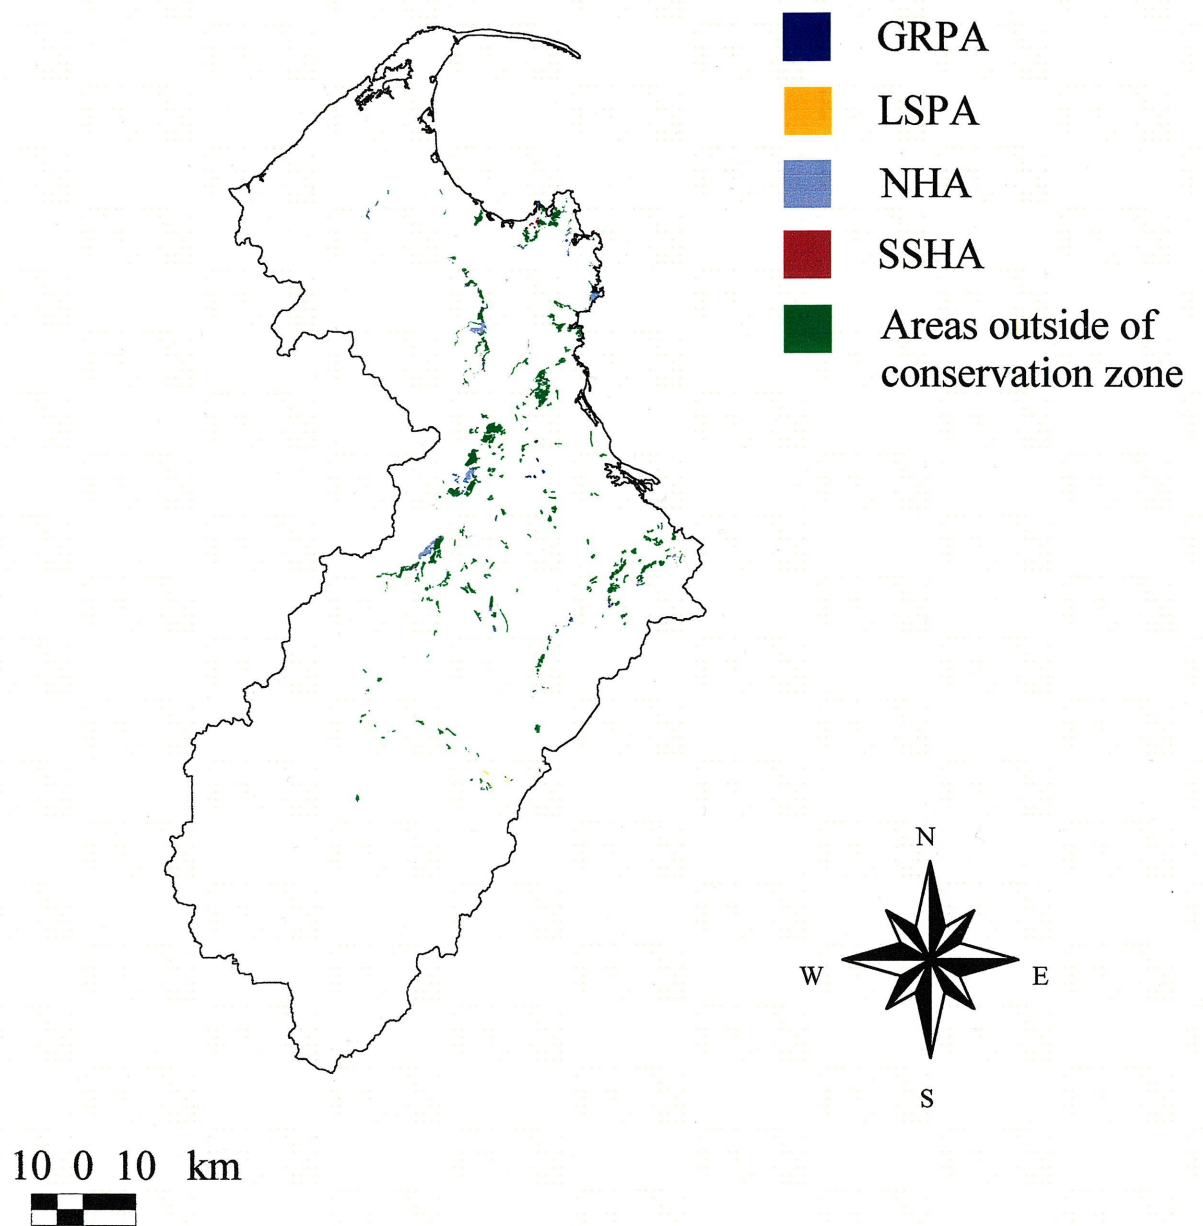 GRPA
LSPA
NHA
SSHA
Areas outside of
conservation zone
N
W
E
S
10 0 10 km